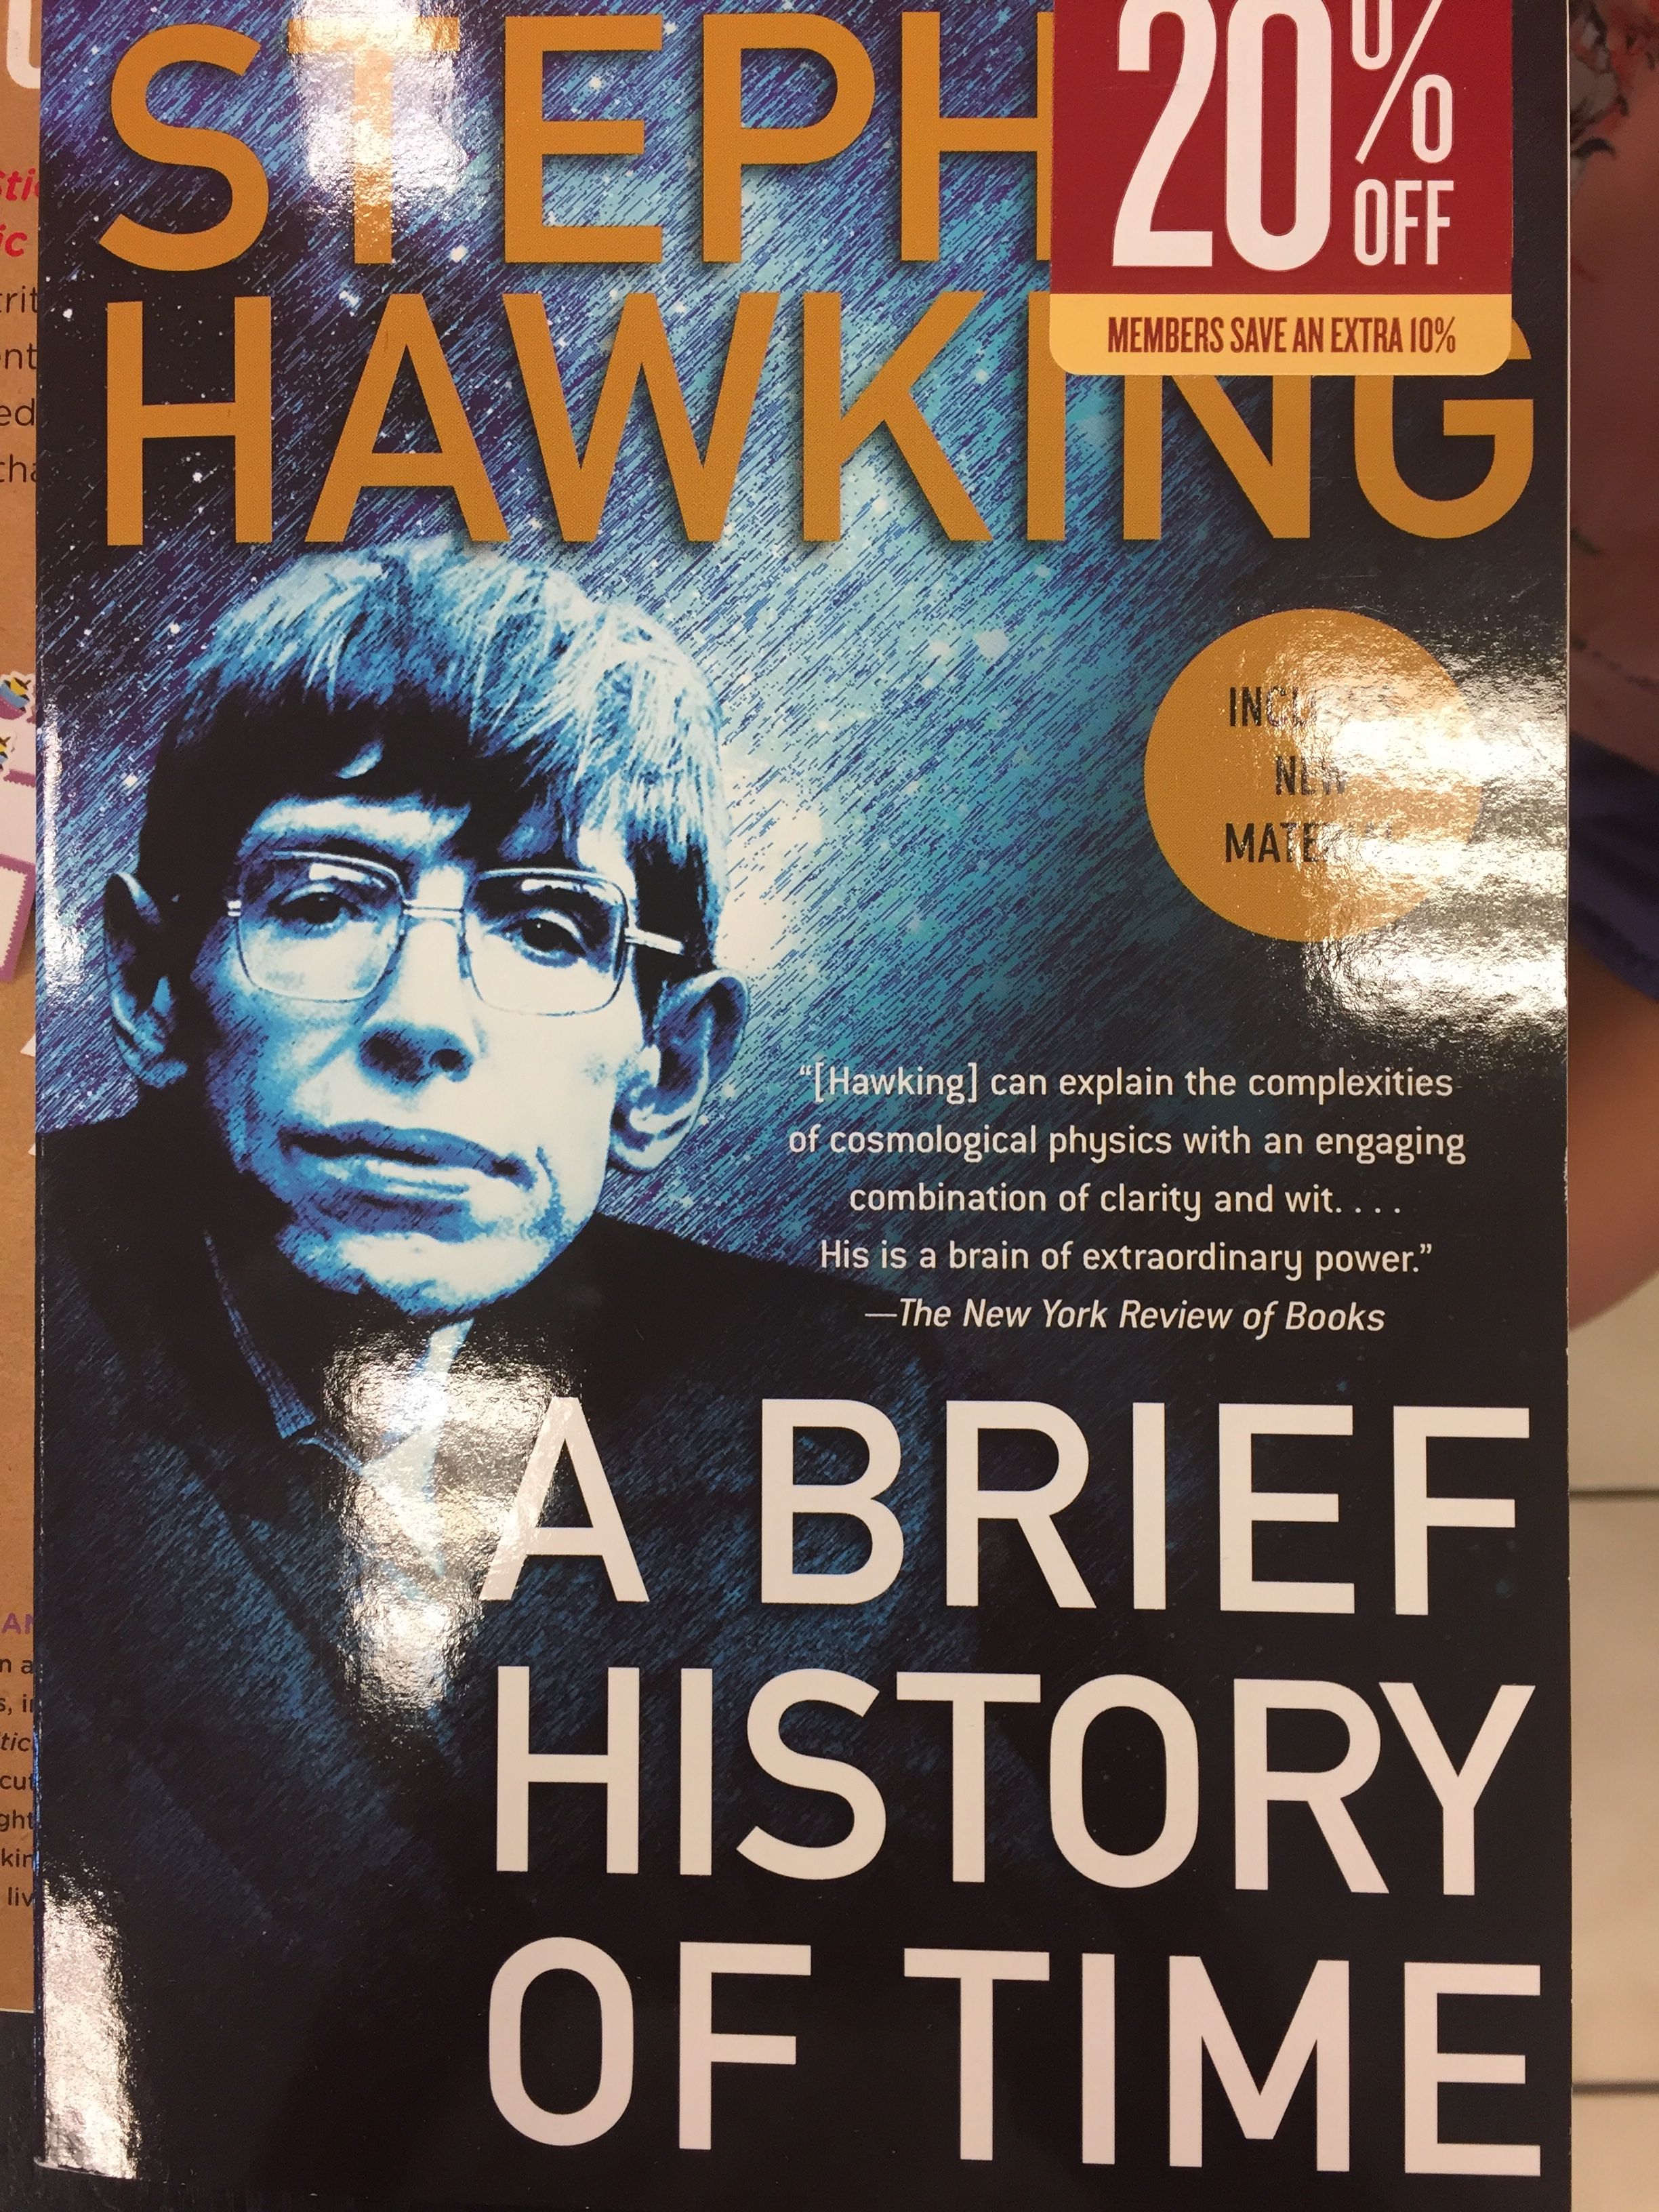 STEPH
HAWKING
20% OFF
MEMBERS SAVE AN EXTRA 10%
NEW
"[Hawking] can explain the complexities
of cosmological physics with an engaging
combination of clarity and wit. . . .
His is a brain of extraordinary power."
—The New York Review of Books
A BRIEF
HISTORY
OF TIME